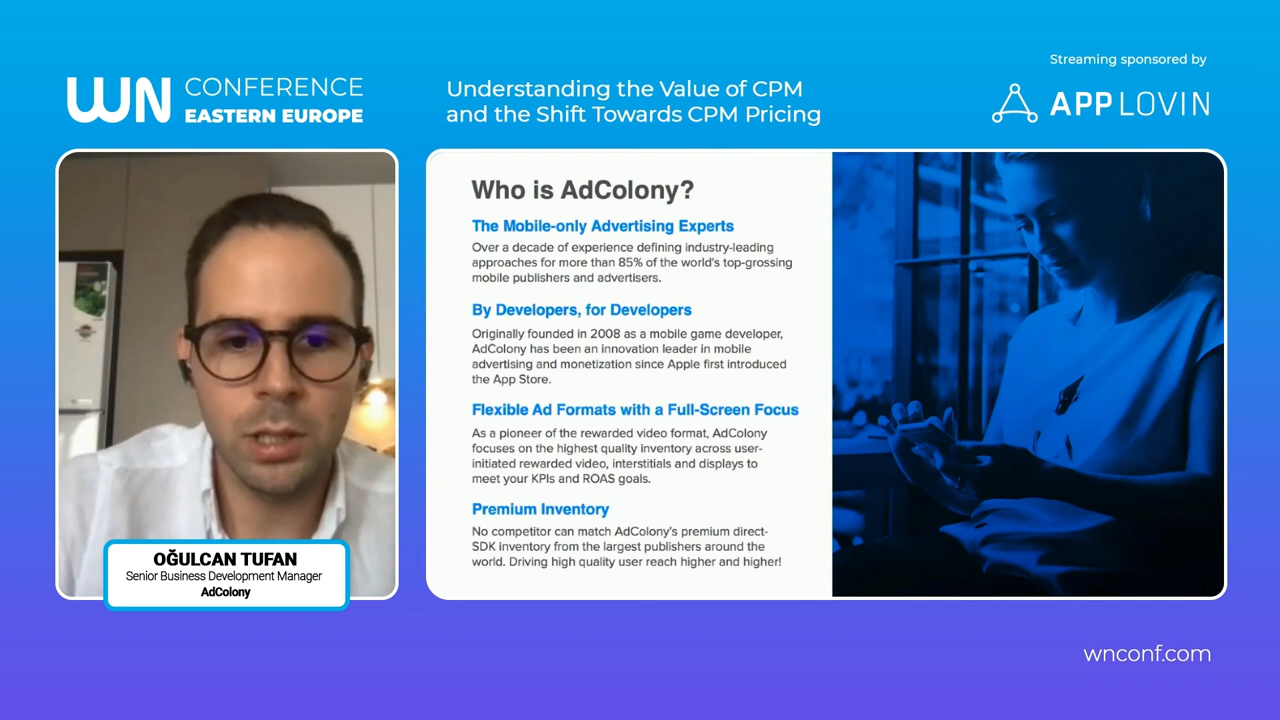 WN CONFERENCE
EASTERN EUROPE
Understanding the Value of CPM
and the Shift Towards CPM Pricing
Streaming sponsored by
APPLOVIN
Who is AdColony?
The Mobile-only Advertising Experts
Over a decade of experience defining industry-leading
approaches for more than 85% of the world's top-grossing
mobile publishers and advertisers.
By Developers, for Developers
Originally founded in 2008 as a mobile game developer,
AdColony has been an innovation leader in mobile
advertising and monetization since Apple first introduced
the App Store.
Flexible Ad Formats with a Full-Screen Focus
As a pioneer of the rewarded video format, AdColony
focuses on the highest quality inventory across user-
initiated rewarded video, interstitials and displays to
meet your KPIs and ROAS goals.
Premium Inventory
No competitor can match AdColony's premium direct-
SDK inventory from the largest publishers around the
world. Driving high quality user reach higher and higher!
OĞULCAN TUFAN
Senior Business Development Manager
AdColony
wnconf.com